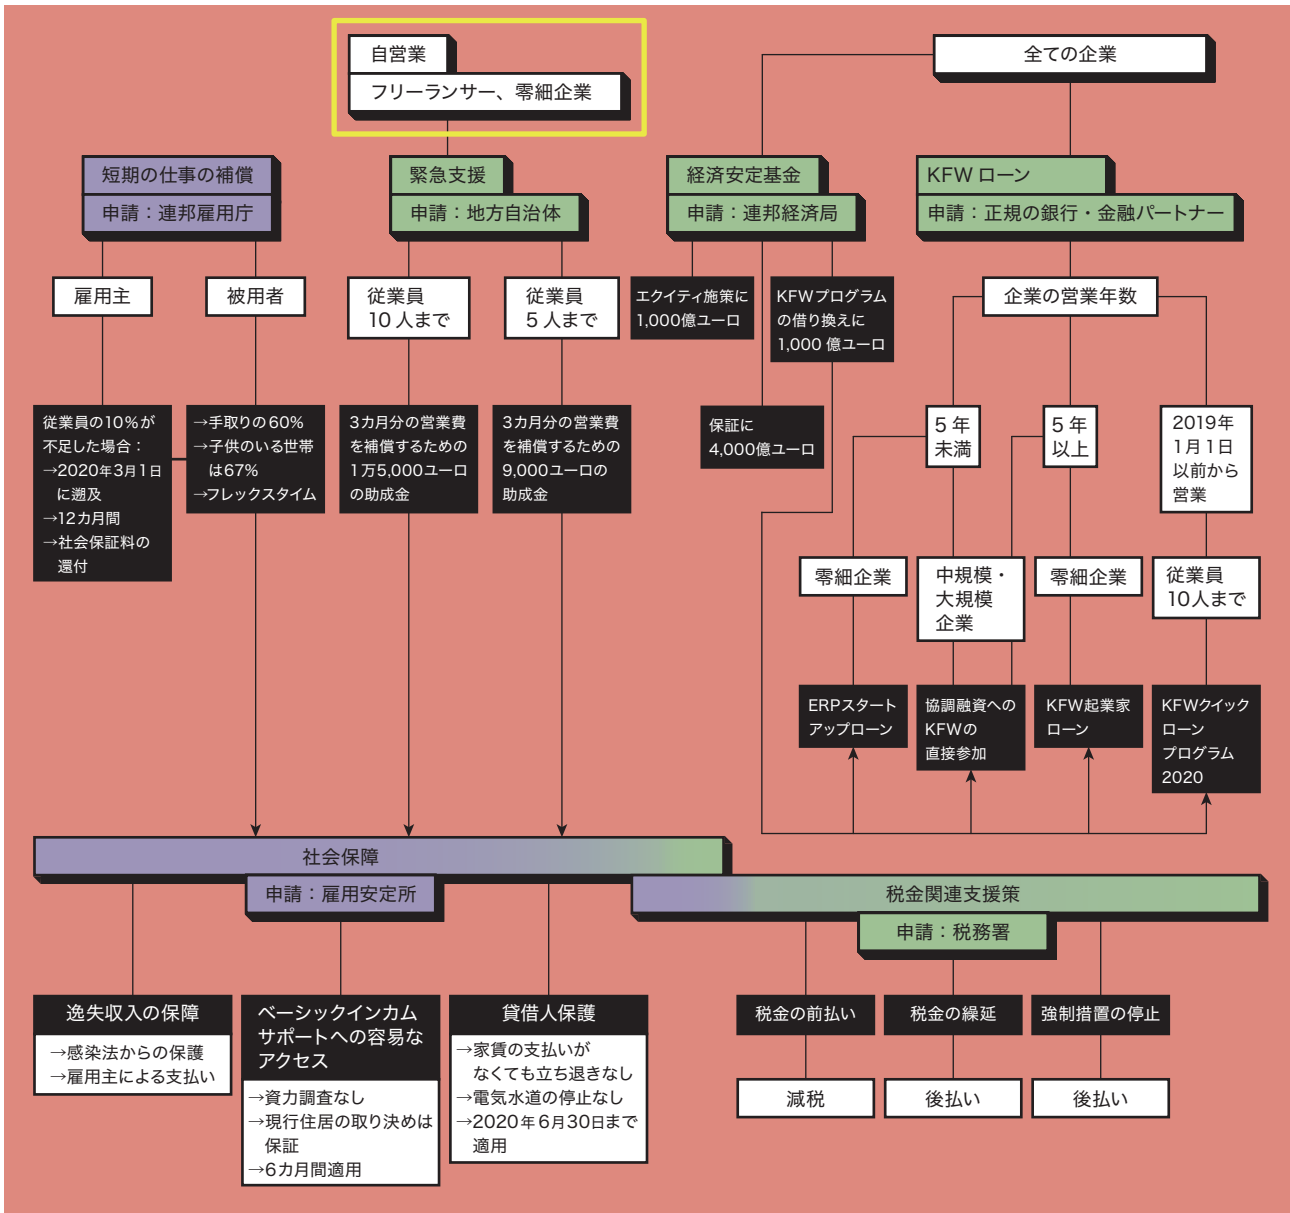 自営業
フリーランサー、零細企業
全ての企業
短期の仕事の補償
申請：連邦雇用庁
緊急支援
申請：地方自治体
経済安定基金
申請：連邦経済局
KFW ローン
申請：正規の銀行・金融パートナー
雇用主
被用者
従業員
10 人まで
従業員
5 人まで
エクイティ施策に
1,000億ユーロ
KFWプログラム
の借り換えに
1,000 億ユーロ
企業の営業年数
従業員の10％が
不足した場合：
→2020年3月1日
に遡及
→12カ月間
→社会保証料の
還付
→手取りの60%
→子供のいる世帯
は67%
→フレックスタイム
3カ月分の営業費
を補償するための
1万5,000ユーロ
の助成金
3カ月分の営業費
を補償するための
9,000ユーロの
助成金
保証に
4,000億ユーロ
5 年
未満
5 年
以上
2019年
1月1日
以前から
営業
零細企業
中規模・
大規模
企業
零細企業
従業員
10人まで
ERPスタート
アップローン
協調融資への
KFWの
直接参加
KFW起業家
ローン
KFWクイック
ローン
プログラム
2020
社会保障
申請：雇用安定所
税金関連支援策
申請：税務署
逸失収入の保障
→感染法からの保護
→雇用主による支払い
ベーシックインカム
サポートへの容易な
アクセス
→資力調査なし
→現行住居の取り決めは
保証
→6カ月間適用
貸借人保護
→家賃の支払いが
なくても立ち退きなし
→電気水道の停止なし
→2020年6月30日まで
適用
税金の前払い
減税
税金の繰延
後払い
強制措置の停止
後払い